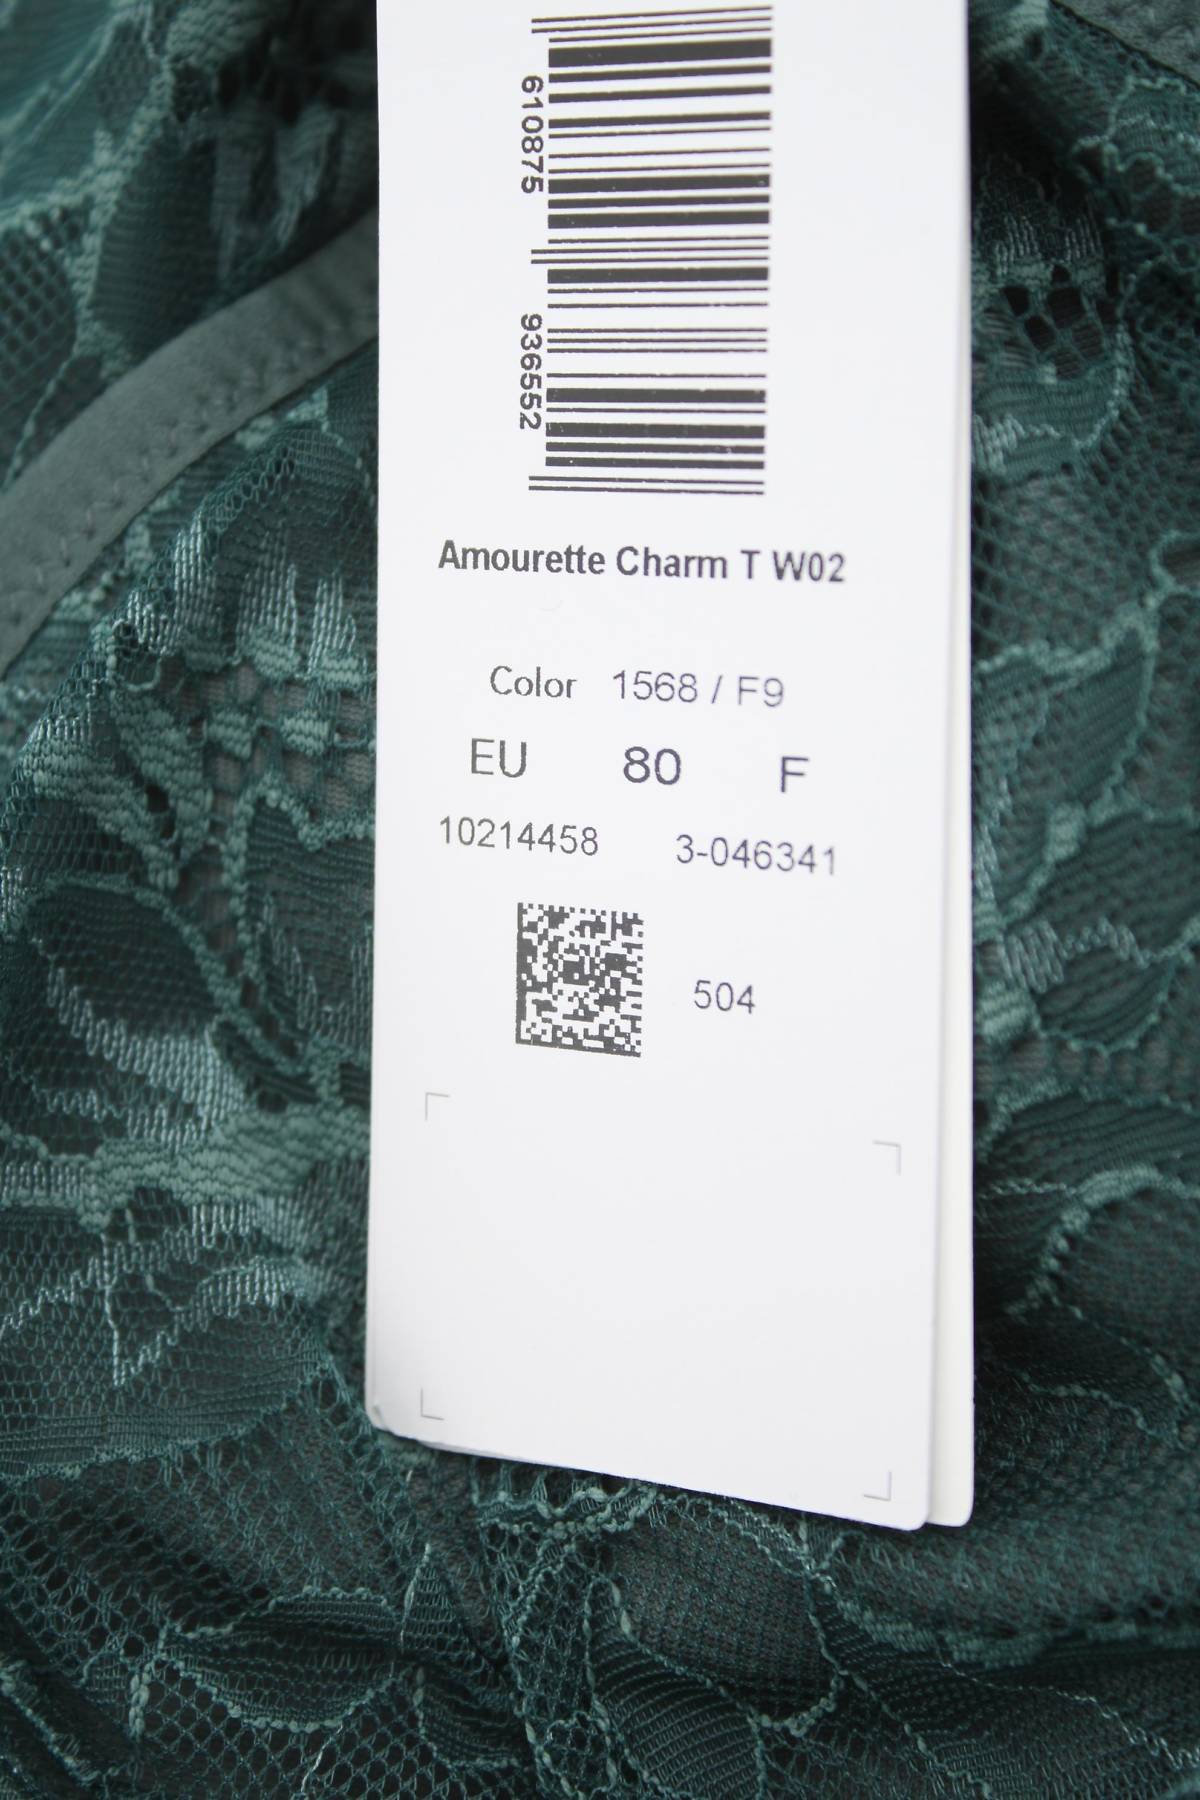 610875 936552
Amourette Charm T W02
Color 1568 / F9
EU 80 F
10214458 3-046341
504